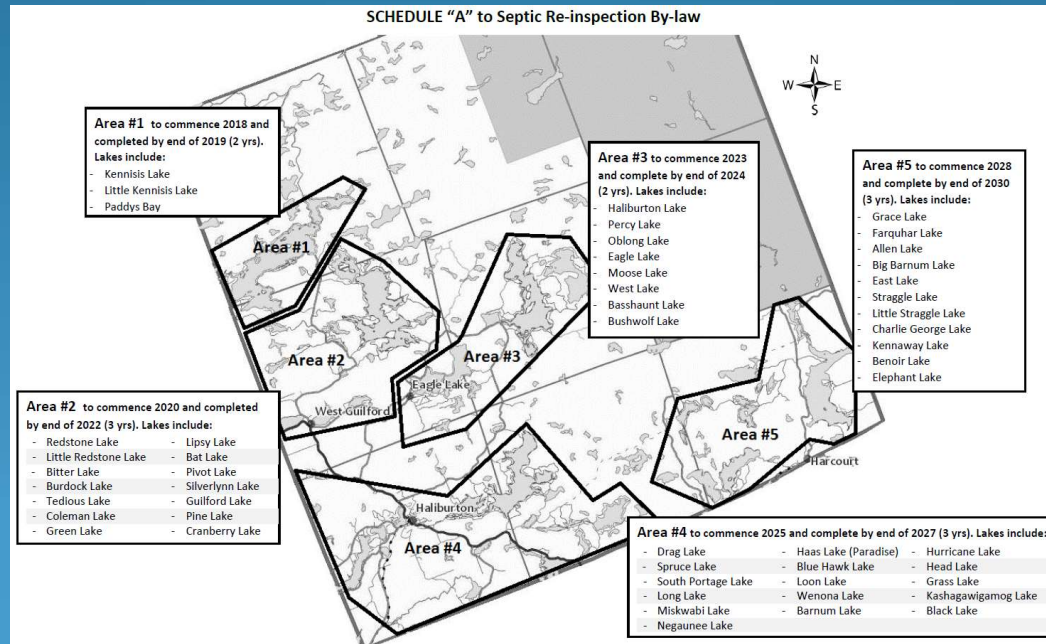 SCHEDULE “A” to Septic Re-inspection By-law
N
W E
S
Area #1 to commence 2018 and
completed by end of 2019 (2 yrs).
Lakes include:
- Kennisis Lake
- Little Kennisis Lake
- Paddys Bay
Area #3 to commence 2023
and complete by end of 2024
(2 yrs). Lakes include:
- Haliburton Lake
- Percy Lake
- Oblong Lake
- Eagle Lake
- Moose Lake
- West Lake
- Basshaunt Lake
- Bushwolf Lake
Area #5 to commence 2028
and complete by end of 2030
(3 yrs). Lakes include:
- Grace Lake
- Farquhar Lake
- Allen Lake
- Big Barnum Lake
- East Lake
- Straggle Lake
- Little Straggle Lake
- Charlie George Lake
- Kennaway Lake
- Benoir Lake
- Elephant Lake
Area #1
Area #2
Area #3
Eagle Lake
West Guilford
Area #5
Harcourt
Haliburton
Area #4
Area #2 to commence 2020 and completed
by end of 2022 (3 yrs). Lakes include:
- Redstone Lake - Lipsy Lake
- Little Redstone Lake - Bat Lake
- Bitter Lake - Pivot Lake
- Burdock Lake - Silverlynn Lake
- Tedious Lake - Guilford Lake
- Coleman Lake - Pine Lake
- Green Lake - Cranberry Lake
Area #4 to commence 2025 and complete by end of 2027 (3 yrs). Lakes include:
- Drag Lake - Haas Lake (Paradise) - Hurricane Lake
- Spruce Lake - Blue Hawk Lake - Head Lake
- South Portage Lake - Loon Lake - Grass Lake
- Long Lake - Wenona Lake - Kashagawigamog Lake
- Miskwabi Lake - Barnum Lake - Black Lake
- Negaunee Lake